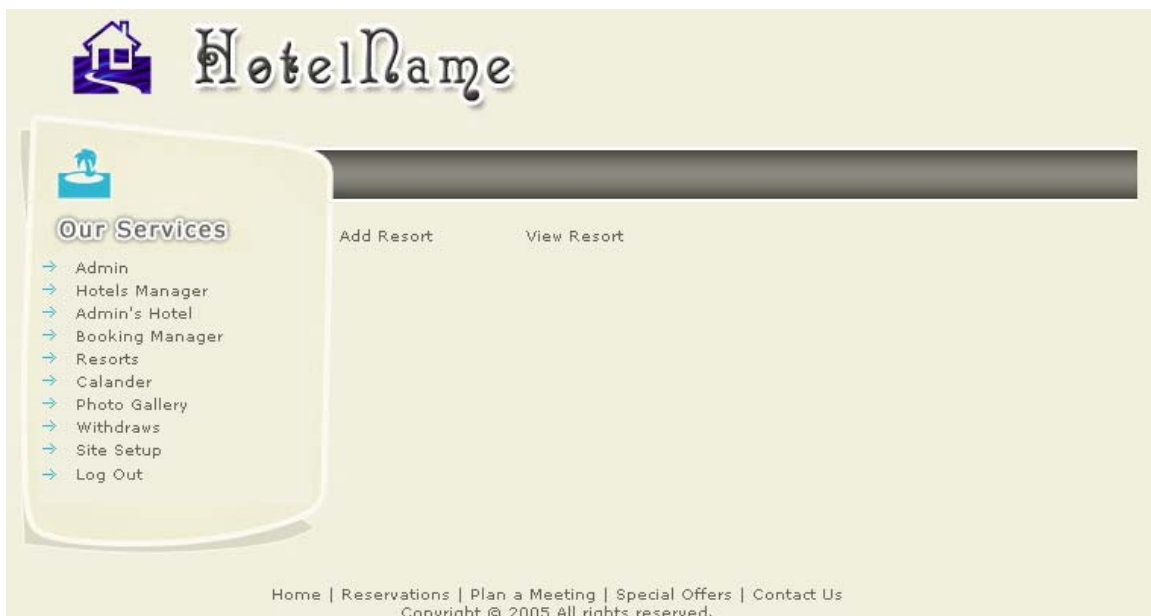 HotelName
Our Services
Add Resort View Resort
Admin
Hotels Manager
Admin's Hotel
Booking Manager
Resorts
Calander
Photo Gallery
Withdraws
Site Setup
Log Out
Home | Reservations | Plan a Meeting | Special Offers | Contact Us
Copyright © 2005 All rights reserved.